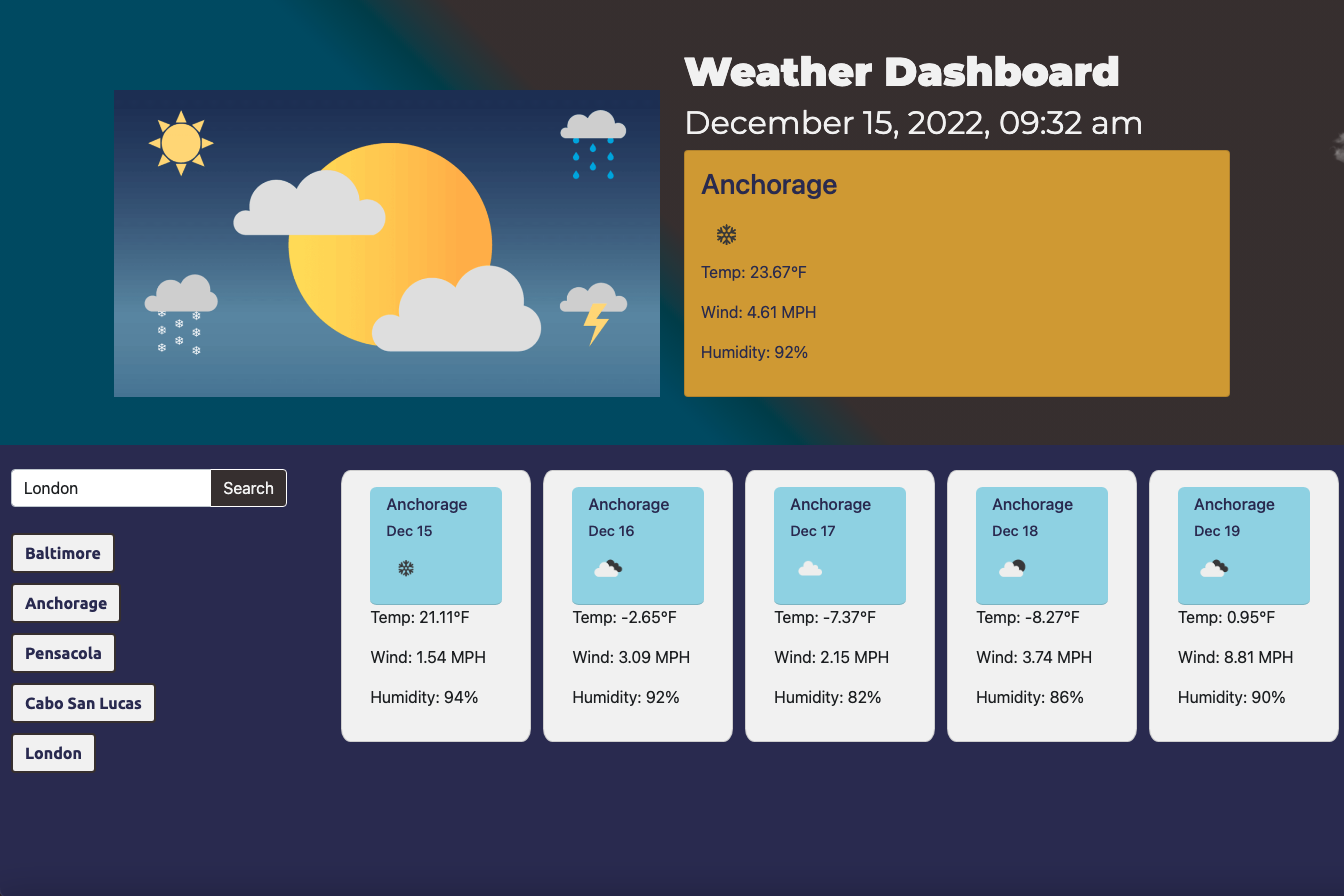 Weather Dashboard
December 15, 2022, 09:32 am
Anchorage
Temp: 23.67°F
Wind: 4.61 MPH
Humidity: 92%
London
Search
Baltimore
Anchorage
Pensacola
Cabo San Lucas
London
Anchorage
Dec 15
Temp: 21.11°F
Wind: 1.54 MPH
Humidity: 94%
Anchorage
Dec 16
Temp: -2.65°F
Wind: 3.09 MPH
Humidity: 92%
Anchorage
Dec 17
Temp: -7.37°F
Wind: 2.15 MPH
Humidity: 82%
Anchorage
Dec 18
Temp: -8.27°F
Wind: 3.74 MPH
Humidity: 86%
Anchorage
Dec 19
Temp: 0.95°F
Wind: 8.81 MPH
Humidity: 90%